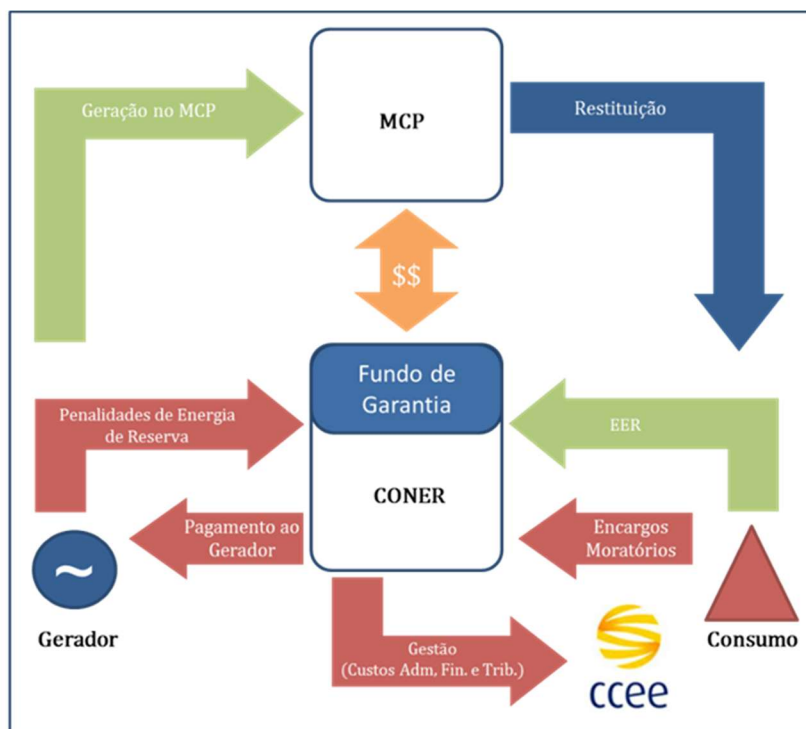 Geração no MCP
MCP
Restituição
$$
Fundo de
Garantia
Penalidades de Energia
de Reserva
EER
CONER
Pagamento ao
Gerador
Encargos
Moratórios
~
Gerador
Gestão
(Custos Adm, Fin. e Trib.)
ccee
Consumo